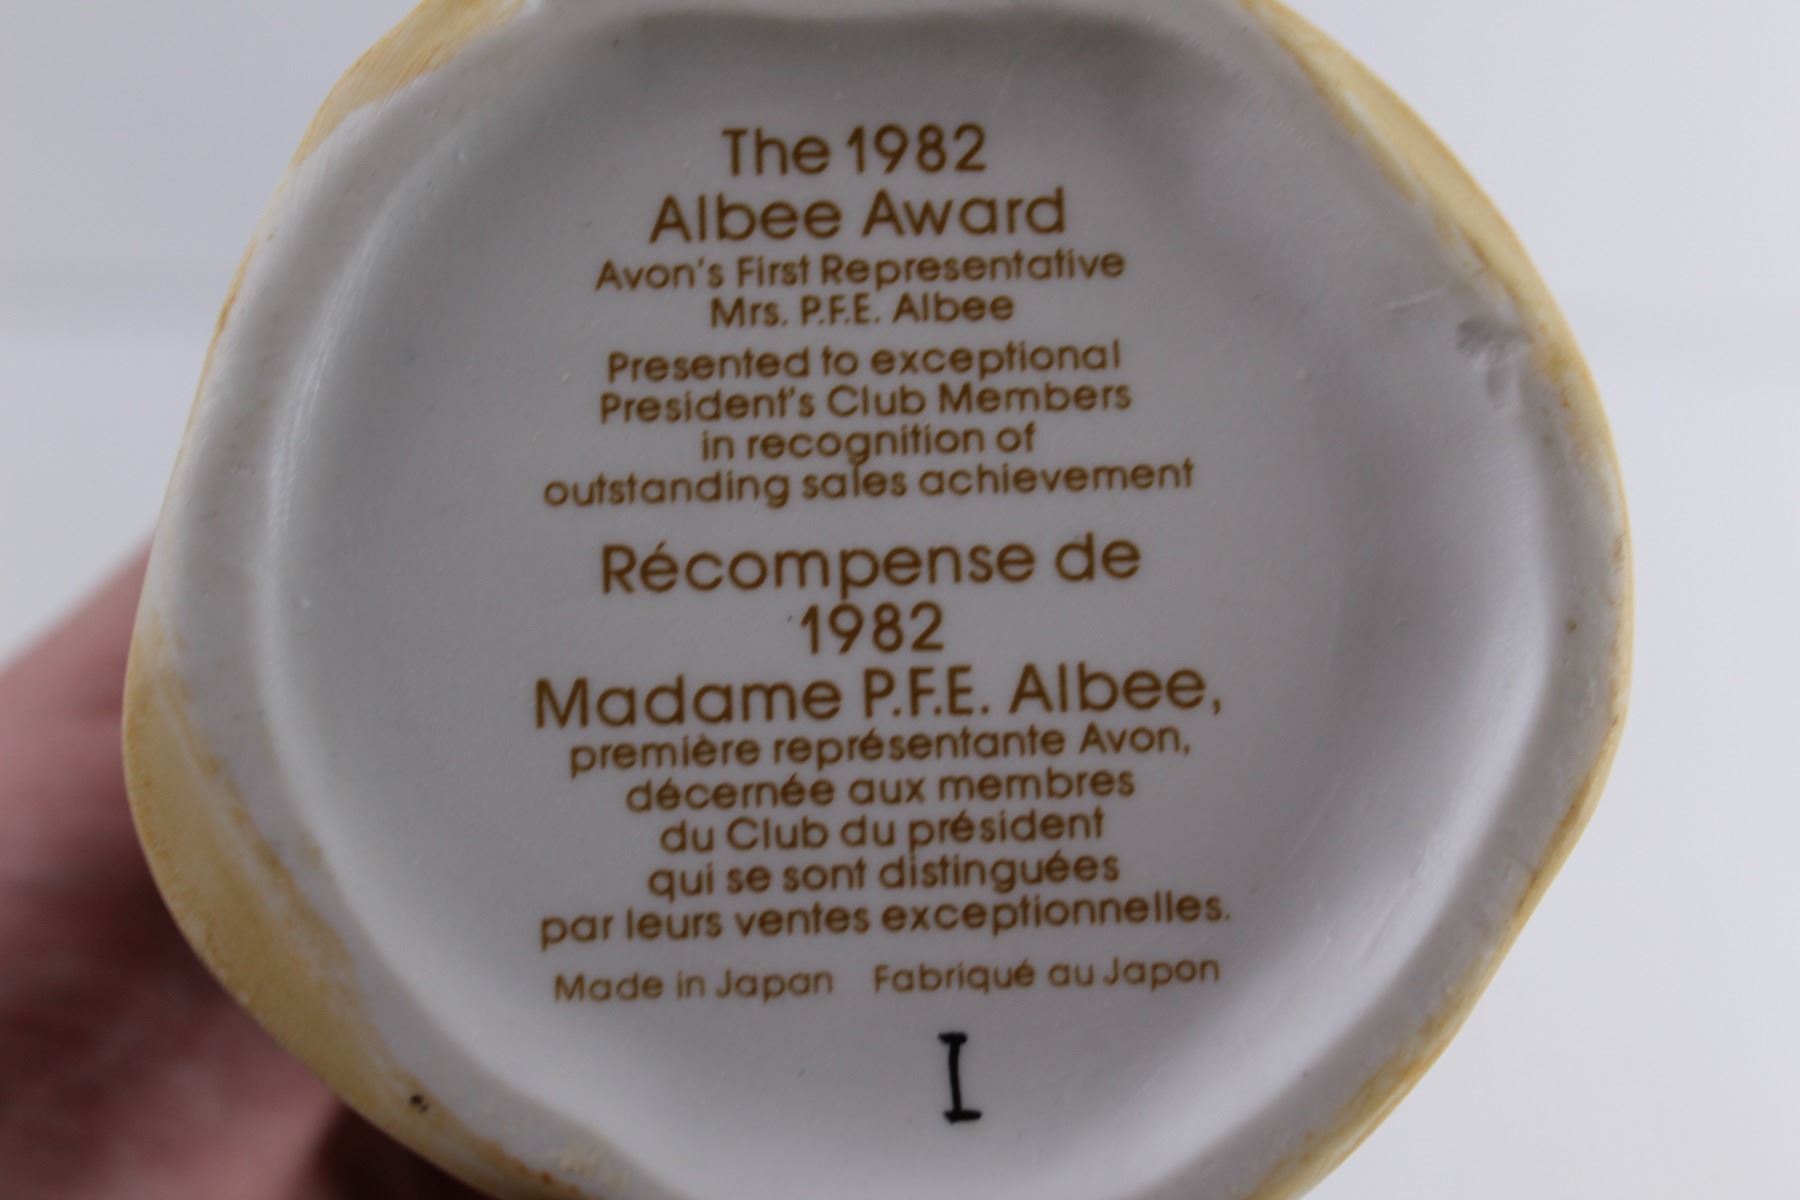 The 1982
Albee Award
Avon's First Representative
Mrs. P.F.E. Albee
Presented to exceptional
President's Club Members
in recognition of
outstanding sales achievement
Récompense de
1982
Madame P.F.E. Albee,
première représentante Avon,
décernée aux membres
du Club du président
qui se sont distinguées
par leurs ventes exceptionnelles.
Made in Japan Fabriqué au Japon
I